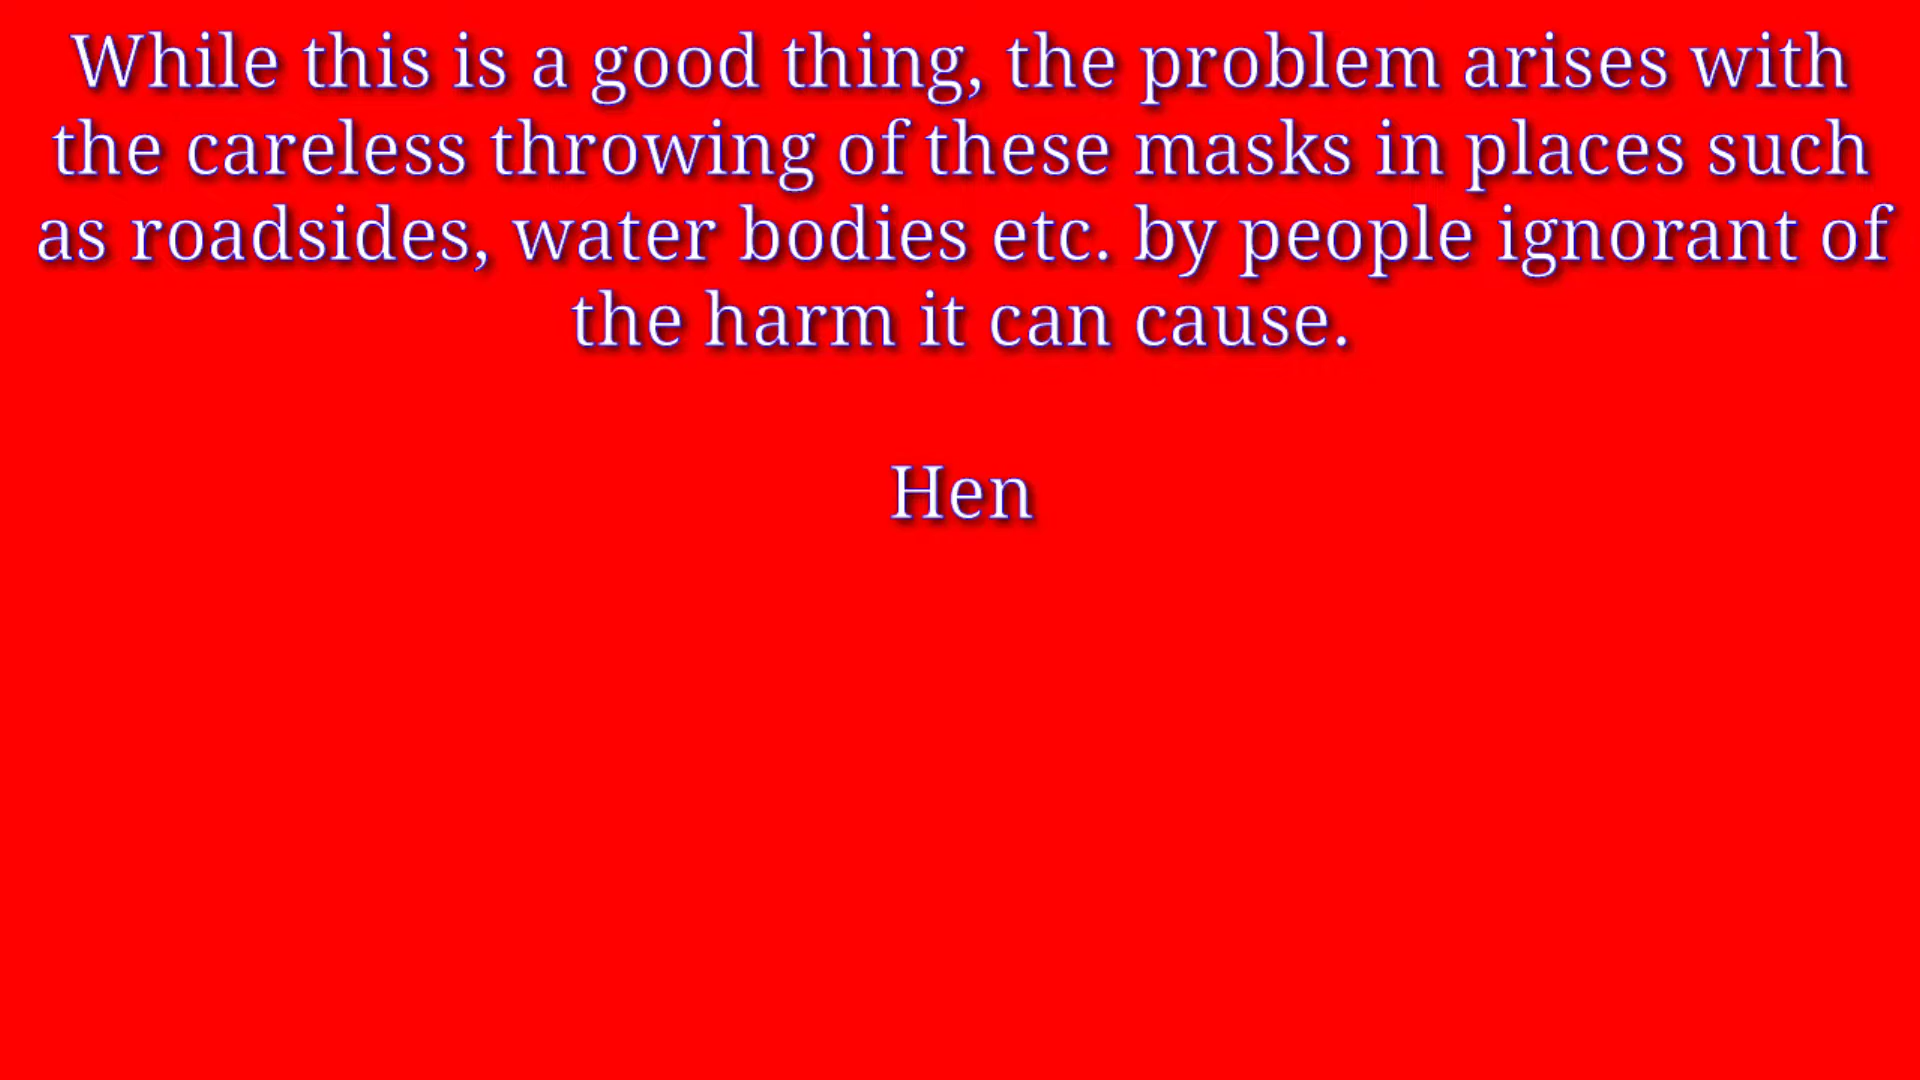 While this is a good thing, the problem arises with
the careless throwing of these masks in places such
as roadsides, water bodies etc. by people ignorant of
the harm it can cause.
Hen